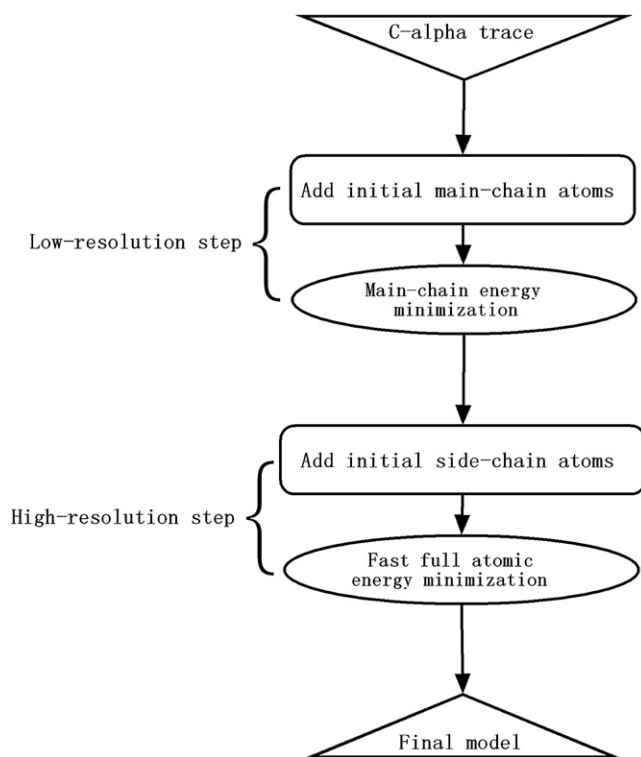 C-alpha trace
Add initial main-chain atoms
Low-resolution step
Main-chain energy
minimization
Add initial side-chain atoms
High-resolution step
Fast full atomic
energy minimization
Final model